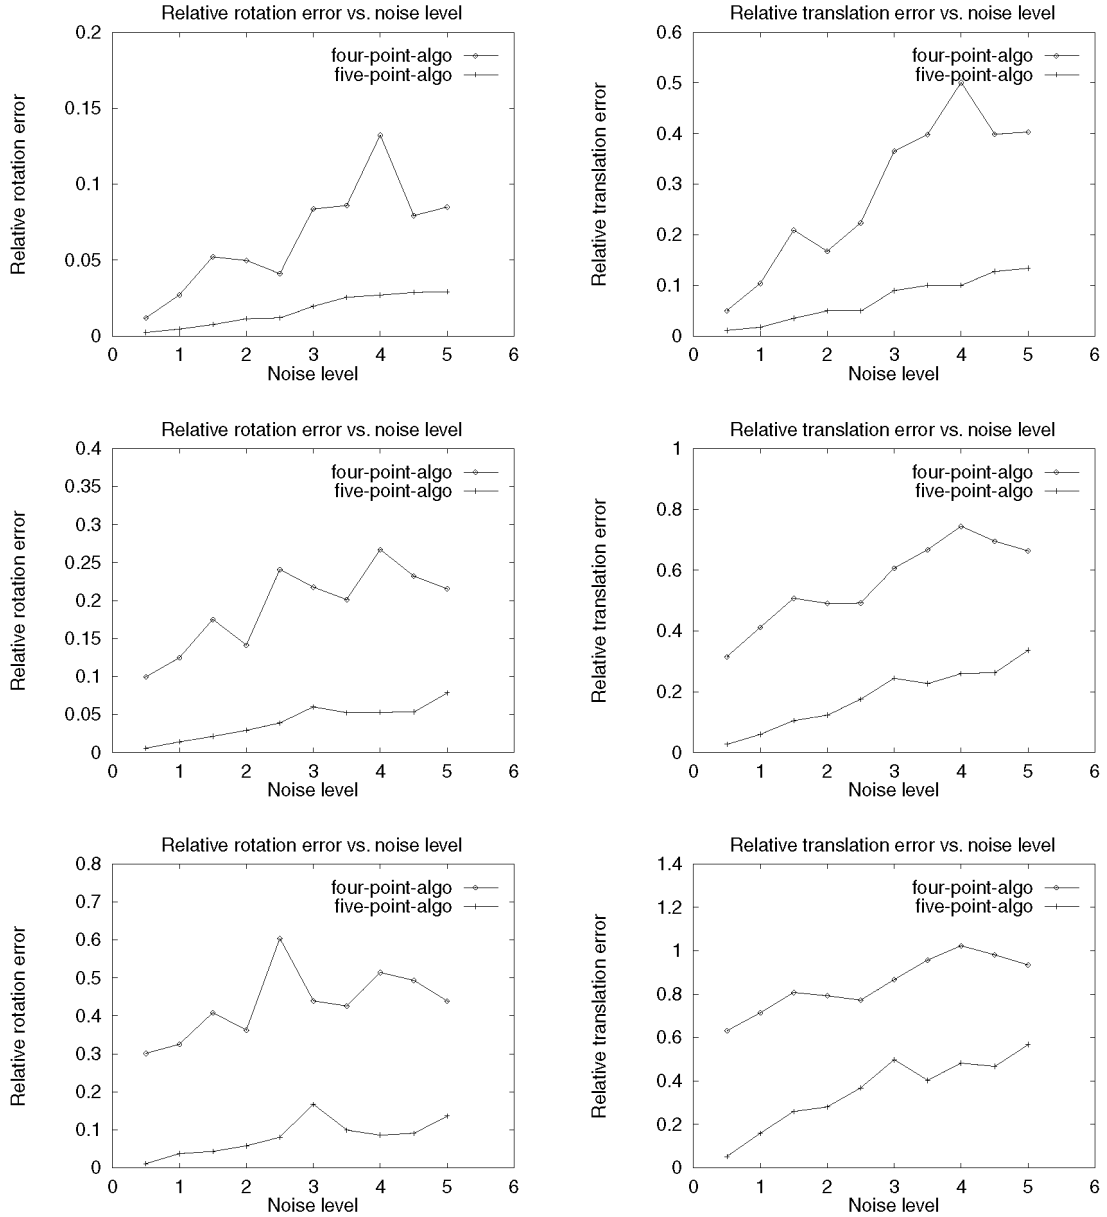 Relative rotation error vs. noise level
Relative rotation error
0.2
0.15
0.1
0.05
0
four-point-algo
five-point-algo
0 1 2 3 4 5 6
Noise level
Relative translation error vs. noise level
Relative translation error
0.6
0.5
0.4
0.3
0.2
0.1
0
four-point-algo
five-point-algo
0 1 2 3 4 5 6
Noise level
Relative rotation error vs. noise level
Relative rotation error
0.4
0.35
0.3
0.25
0.2
0.15
0.1
0.05
0
four-point-algo
five-point-algo
0 1 2 3 4 5 6
Noise level
Relative translation error vs. noise level
Relative translation error
1
0.8
0.6
0.4
0.2
0
four-point-algo
five-point-algo
0 1 2 3 4 5 6
Noise level
Relative rotation error vs. noise level
Relative rotation error
0.8
0.7
0.6
0.5
0.4
0.3
0.2
0.1
0
four-point-algo
five-point-algo
0 1 2 3 4 5 6
Noise level
Relative translation error vs. noise level
Relative translation error
1.4
1.2
1
0.8
0.6
0.4
0.2
0
four-point-algo
five-point-algo
0 1 2 3 4 5 6
Noise level